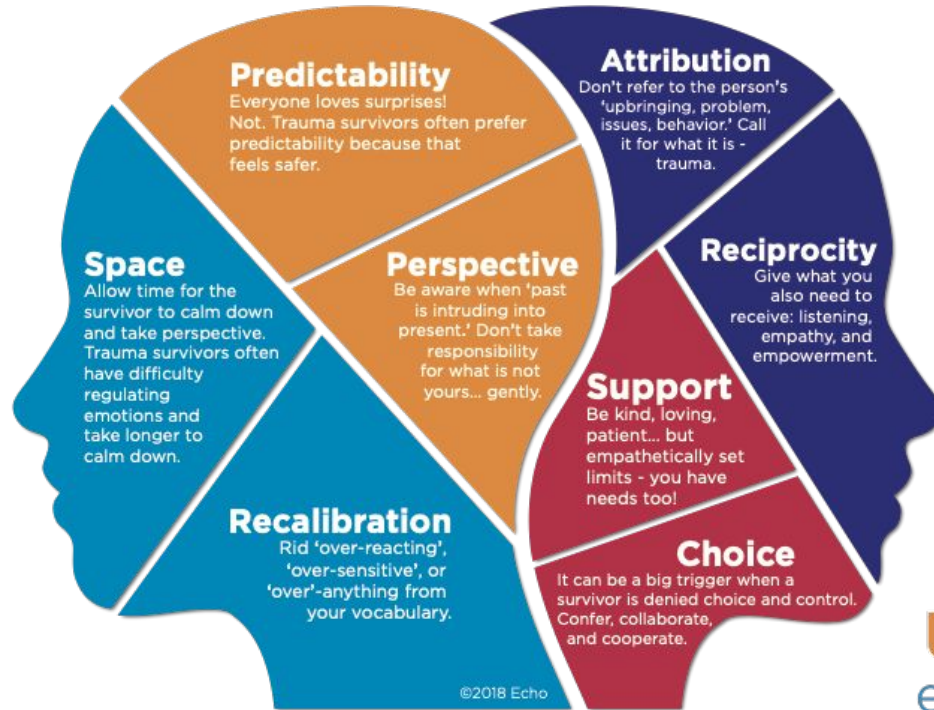 Predictability
Everyone loves surprises!
Not. Trauma survivors often prefer
predictability because that
feels safer.
Attribution
Don't refer to the person's
'upbringing, problem,
issues, behavior.' Call
it for what it is -
trauma.
Space
Allow time for the
survivor to calm down
and take perspective.
Trauma survivors often
have difficulty
regulating
emotions and
take longer to
calm down.
Perspective
Be aware when 'past
is intruding into
present.' Don't take
responsibility
for what is not
yours... gently.
Reciprocity
Give what you
also need to
receive: listening,
empathy, and
empowerment.
Support
Be kind, loving,
patient... but
empathetically set
limits - you have
needs too!
Recalibration
Rid 'over-reacting',
'over-sensitive', or
'over'-anything from
your vocabulary.
Choice
It can be a big trigger when a
survivor is denied choice and control.
Confer, collaborate,
and cooperate.
©2018 Echo